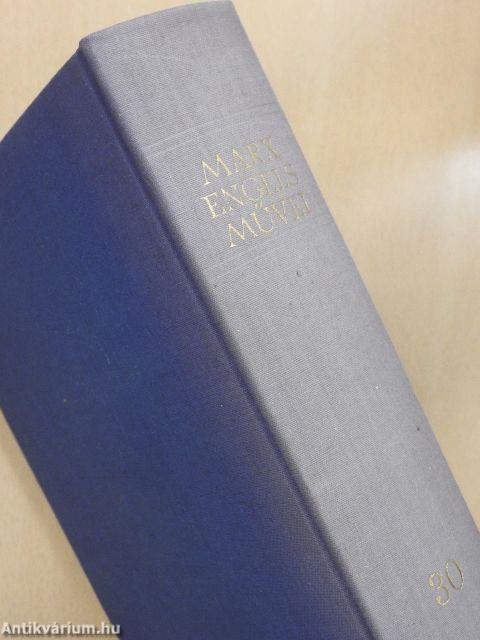 MARX
ENGELS
MŰVEI
30
Antikvárium.hu